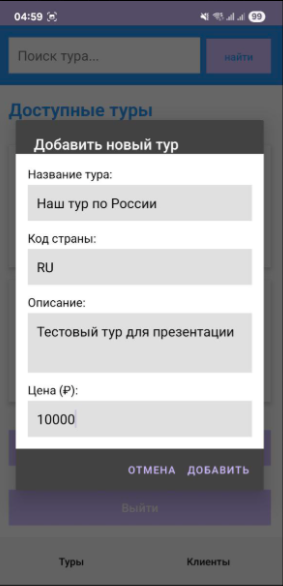 04:59
99
Поиск тура...
найти
Доступные туры
Добавить новый тур
Название тура:
Наш тур по России
Код страны:
RU
Описание:
Тестовый тур для презентации
Цена (₽):
10000
ОТМЕНА ДОБАВИТЬ
Выйти
Туры Клиенты